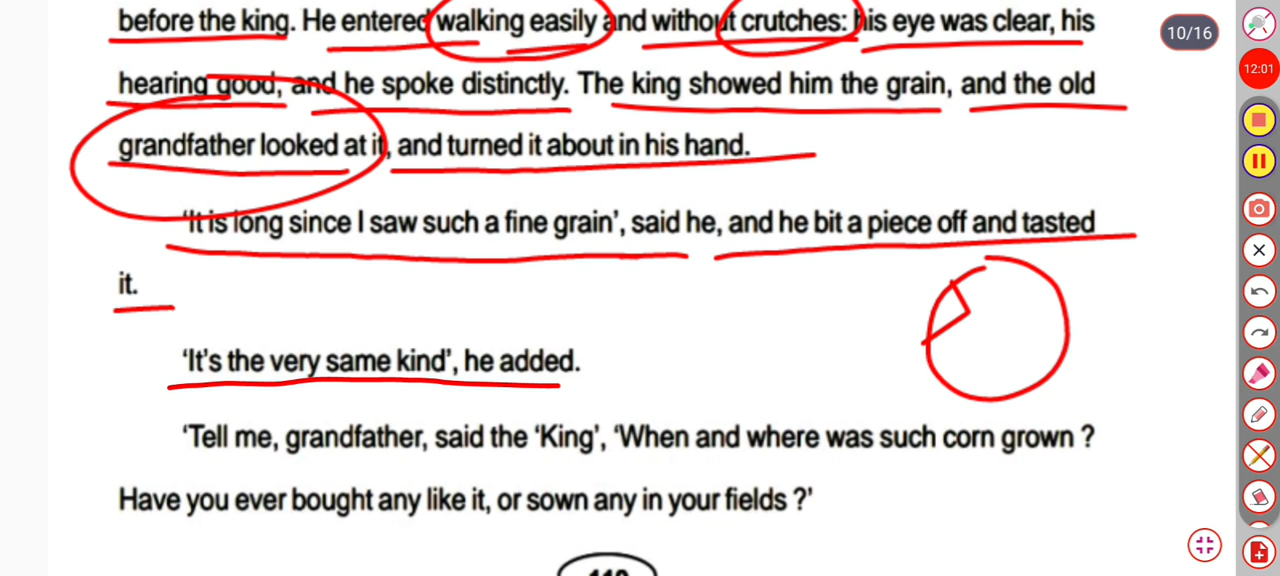 before the king. He entered walking easily and without crutches: his eye was clear, his
10/16
12:01
hearing good, and he spoke distinctly. The king showed him the grain, and the old
grandfather looked at it, and turned it about in his hand.
'It is long since I saw such a fine grain', said he, and he bit a piece off and tasted
it.
'It's the very same kind', he added.
'Tell me, grandfather, said the 'King', 'When and where was such corn grown ?
Have you ever bought any like it, or sown any in your fields ?'